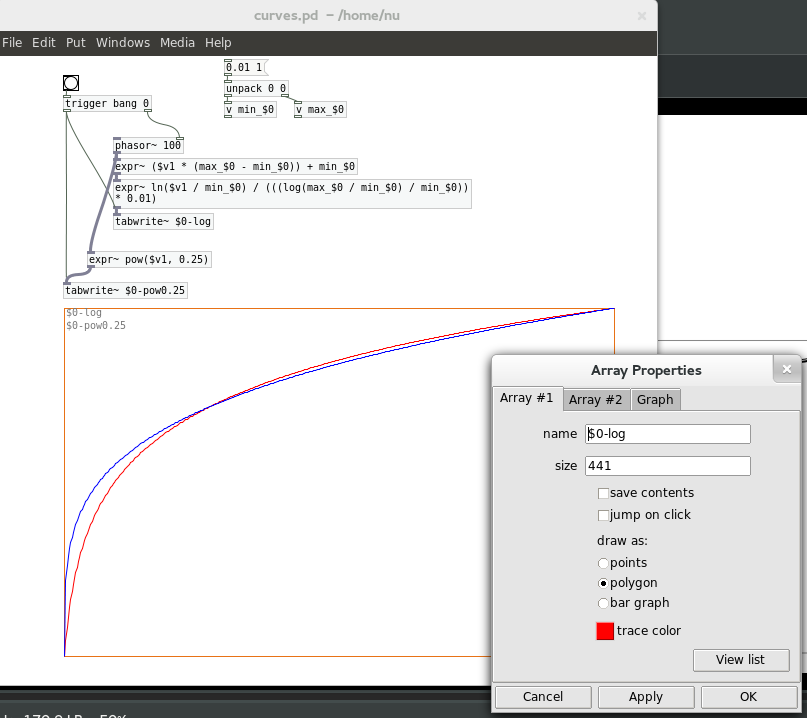 curves.pd – /home/nu
File Edit Put Windows Media Help
0.01 1
unpack 0 0
trigger bang 0
v min_$0 v max_$0
phasor~ 100
expr~ ($v1 * (max_$0 - min_$0)) + min_$0
expr~ ln($v1 / min_$0) / (((log(max_$0 / min_$0) / min_$0))
* 0.01)
tabwrite~ $0-log
expr~ pow($v1, 0.25)
tabwrite~ $0-pow0.25
$0-log
$0-pow0.25
Array Properties
Array #1 Array #2 Graph
name $0-log
size 441
save contents
jump on click
draw as:
points
polygon
bar graph
trace color
View list
Cancel Apply OK